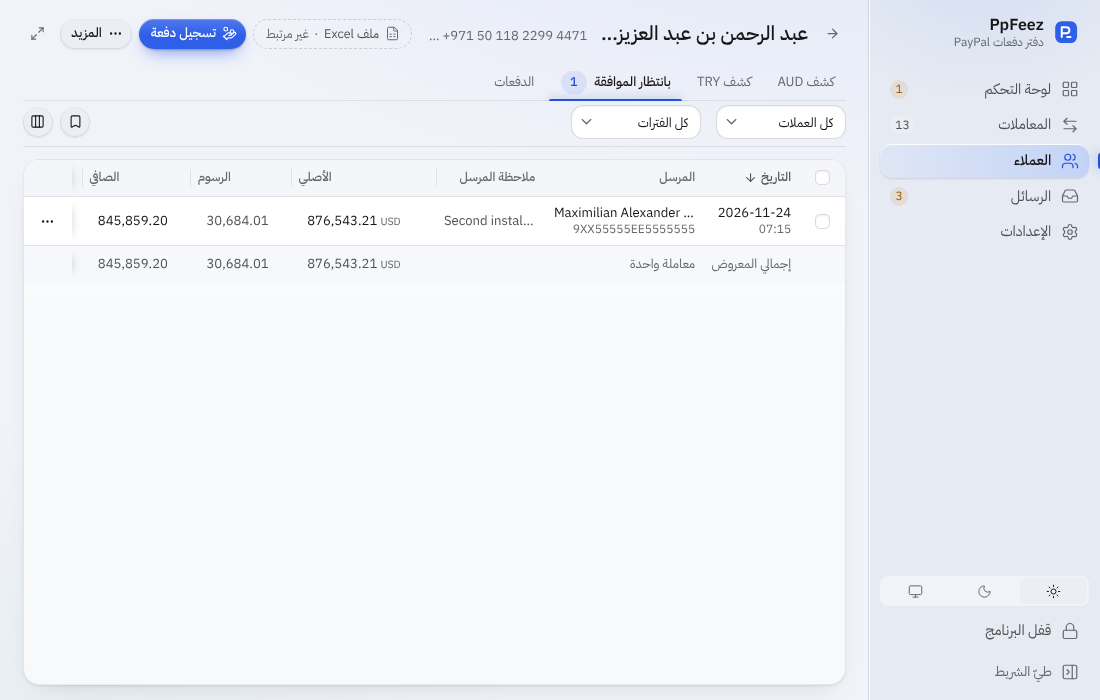 PpFeez
دفتر دفعات PayPal
لوحة التحكم 1
المعاملات 13
العملاء
الرسائل 3
الإعدادات
قفل البرنامج
طيّ الشريط
عبد الرحمن بن عبد العزيز...
+971 50 118 2299 4471 ...
ملف Excel · غير مرتبط
تسجيل دفعة
المزيد
كشف AUD
كشف TRY
بانتظار الموافقة 1
الدفعات
كل العملات
كل الفترات
التاريخ المرسل ملاحظة المرسل الأصلي الرسوم الصافي
2026-11-24 Maximilian Alexander ... Second instal... 876,543.21 USD 30,684.01 845,859.20
07:15 9XX55555EE5555555
إجمالي المعروض معاملة واحدة 876,543.21 USD 30,684.01 845,859.20